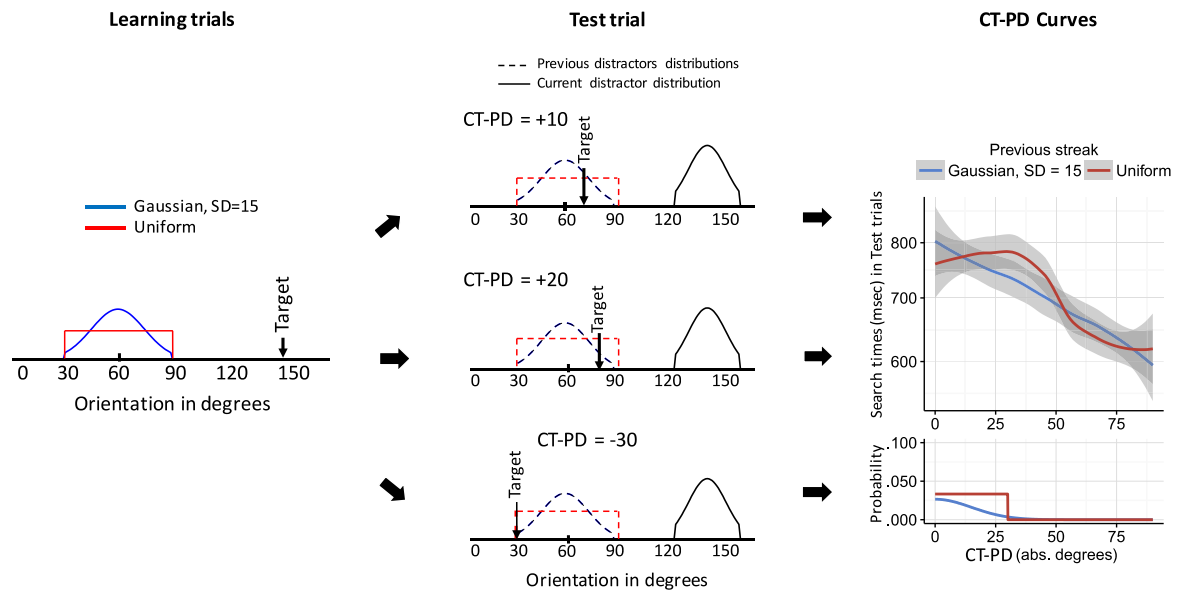 Learning trials
Gaussian, SD=15
Uniform
Target
0 30 60 90 120 150
Orientation in degrees
Test trial
Previous distractors distributions
Current distractor distribution
CT-PD = +10
Target
0 30 60 90 120 150
CT-PD = +20
Target
0 30 60 90 120 150
CT-PD = -30
Target
0 30 60 90 120 150
Orientation in degrees
CT-PD Curves
Previous streak
Gaussian, SD = 15 Uniform
Search times (msec) in Test trials
800
700
600
0 25 50 75
Probability
.100
.050
.000
0 25 50 75
CT-PD (abs. degrees)